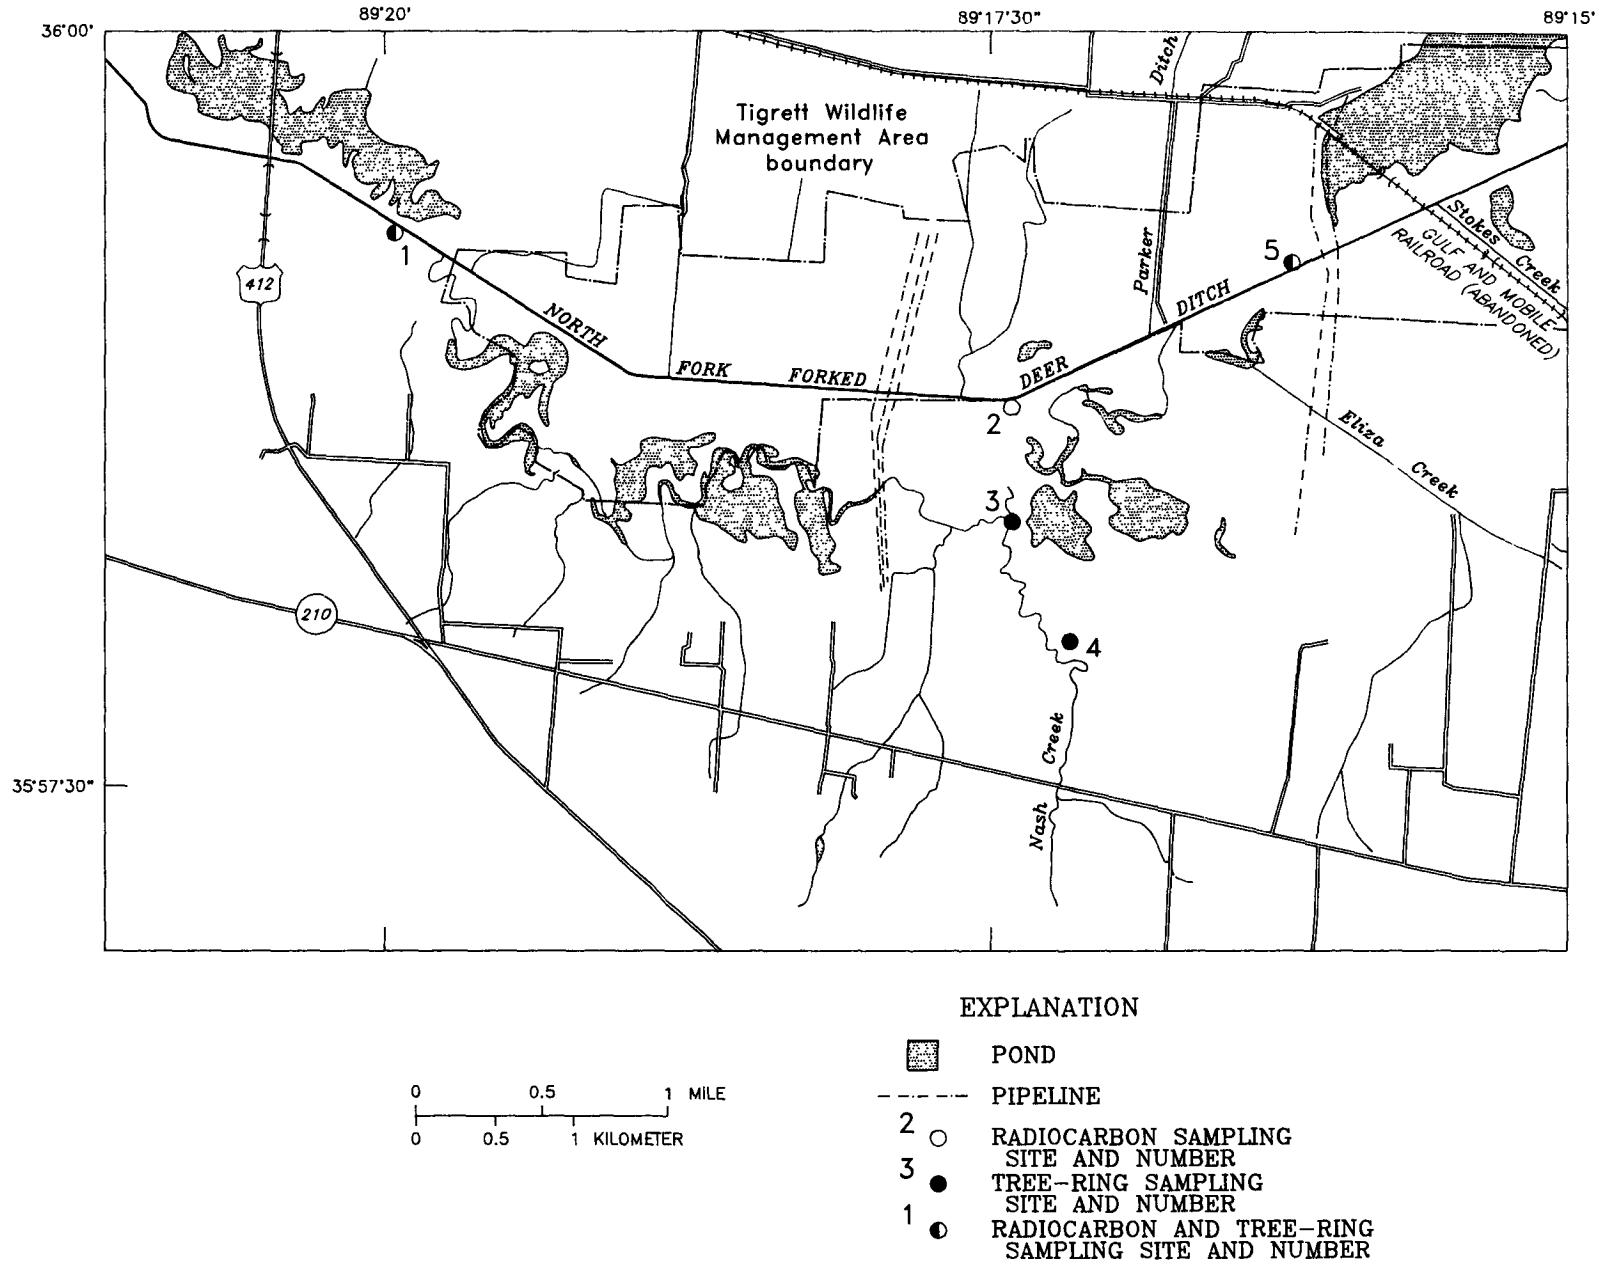 89°20'
89°17'30"
89°15'
36°00'
Ditch
Tigrett Wildlife
Management Area
boundary
1
5
Parker
Stokes Creek
GULF AND MOBILE
RAILROAD (ABANDONED)
412
NORTH FORK FORKED DEER DITCH
2
Eliza Creek
3
210
4
Nash Creek
35°57'30"
EXPLANATION
POND
PIPELINE
0 0.5 1 MILE
0 0.5 1 KILOMETER
2 RADIOCARBON SAMPLING
SITE AND NUMBER
3 TREE-RING SAMPLING
SITE AND NUMBER
1 RADIOCARBON AND TREE-RING
SAMPLING SITE AND NUMBER